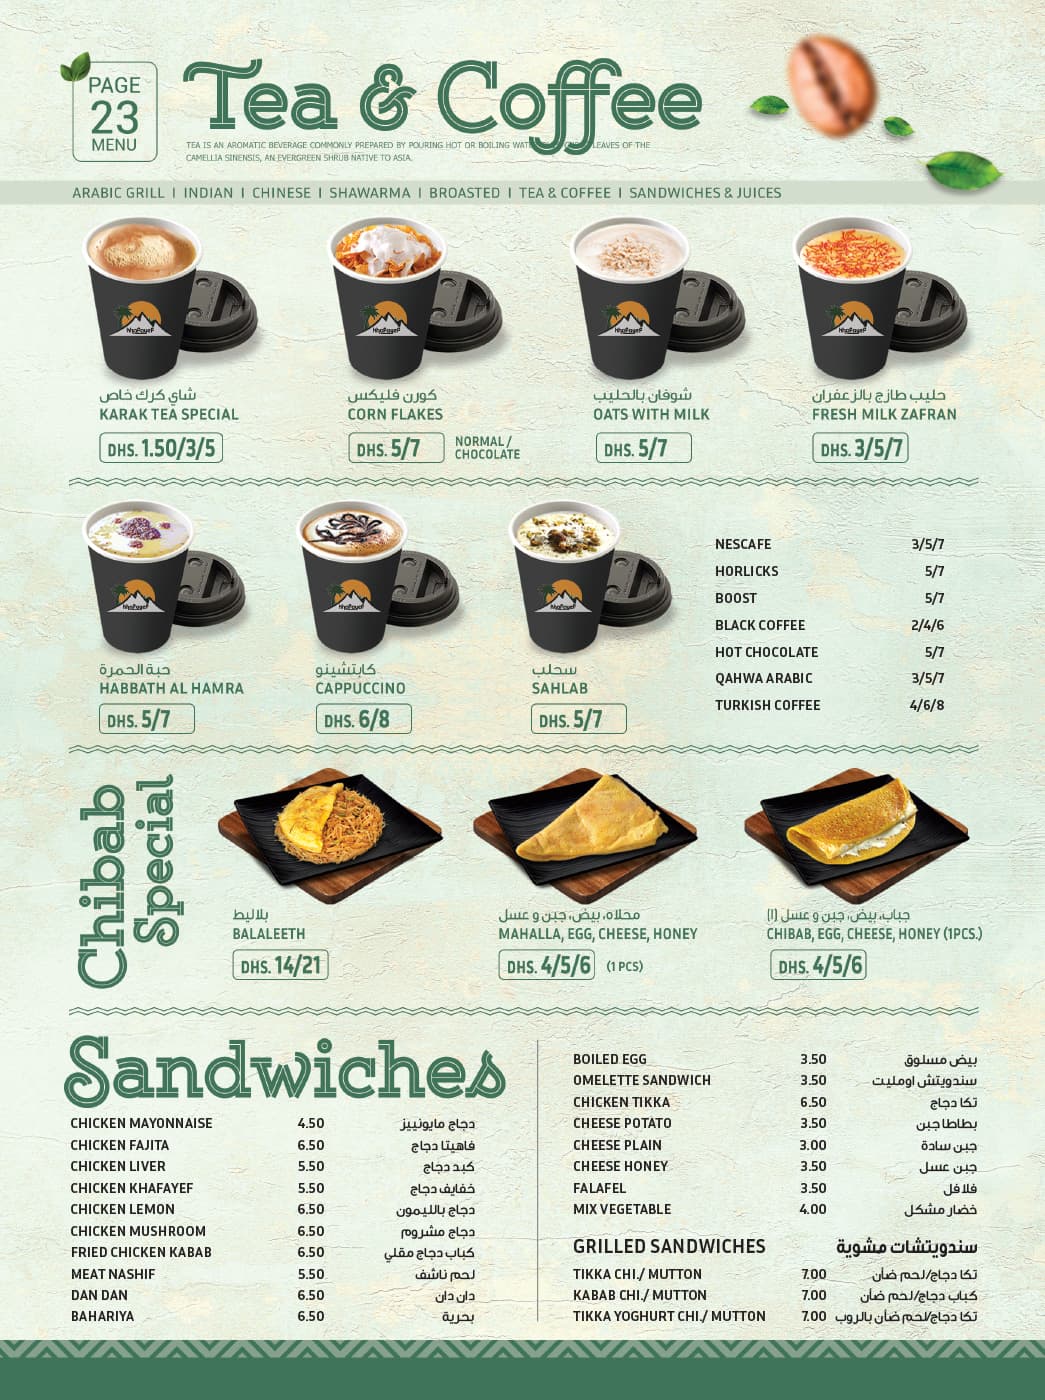 PAGE
23
MENU
Tea & Coffee
TEA IS AN AROMATIC BEVERAGE COMMONLY PREPARED BY POURING HOT OR BOILING LEAVES OF THE
CAMELLIA SINENSIS, AN EVERGREEN SHRUB NATIVE TO ASIA.
ARABIC GRILL I INDIAN I CHINESE I SHAWARMA I BROASTED I TEA & COFFEE I SANDWICHES & JUICES
شاي كرك خاص
KARAK TEA SPECIAL
DHS. 1.50/3/5
كورن فليكس
CORN FLAKES
DHS. 5/7
NORMAL /
CHOCOLATE
شوفان بالحليب
OATS WITH MILK
DHS. 5/7
حليب طازج بالزعفران
FRESH MILK ZAFRAN
DHS. 3/5/7
حبة الحمرة
HABBATH AL HAMRA
DHS. 5/7
كابتشينو
CAPPUCCINO
DHS. 6/8
سحلب
SAHLAB
DHS. 5/7
NESCAFE 3/5/7
HORLICKS 5/7
BOOST 5/7
BLACK COFFEE 2/4/6
HOT CHOCOLATE 5/7
QAHWA ARABIC 3/5/7
TURKISH COFFEE 4/6/8
Chibab
Special
بلاليط
BALALEETH
DHS. 14/21
محلاه، بيض، جبن و عسل
MAHALLA, EGG, CHEESE, HONEY
DHS. 4/5/6 (1 PCS)
جباب، بيض، جبن و عسل (١)
CHIBAB, EGG, CHEESE, HONEY (1PCS.)
DHS. 4/5/6
Sandwiches
CHICKEN MAYONNAISE 4.50 دجاج مايونييز
CHICKEN FAJITA 6.50 فاهيتا دجاج
CHICKEN LIVER 5.50 كبد دجاج
CHICKEN KHAFAYEF 5.50 خفايف دجاج
CHICKEN LEMON 6.50 دجاج بالليمون
CHICKEN MUSHROOM 6.50 دجاج مشروم
FRIED CHICKEN KABAB 6.50 كباب دجاج مقلي
MEAT NASHIF 5.50 لحم ناشف
DAN DAN 6.50 دان دان
BAHARIYA 6.50 بحرية
BOILED EGG 3.50 بيض مسلوق
OMELETTE SANDWICH 3.50 سندويتش اومليت
CHICKEN TIKKA 6.50 تكا دجاج
CHEESE POTATO 3.50 بطاطا جبن
CHEESE PLAIN 3.00 جبن سادة
CHEESE HONEY 3.50 جبن عسل
FALAFEL 3.50 فلافل
MIX VEGETABLE 4.00 خضار مشكل
GRILLED SANDWICHES سندويتشات مشوية
TIKKA CHI./ MUTTON 7.00 تكا دجاج/لحم ضأن
KABAB CHI./ MUTTON 7.00 كباب دجاج/لحم ضأن
TIKKA YOGHURT CHI./ MUTTON 7.00 تكا دجاج/لحم ضأن بالروب